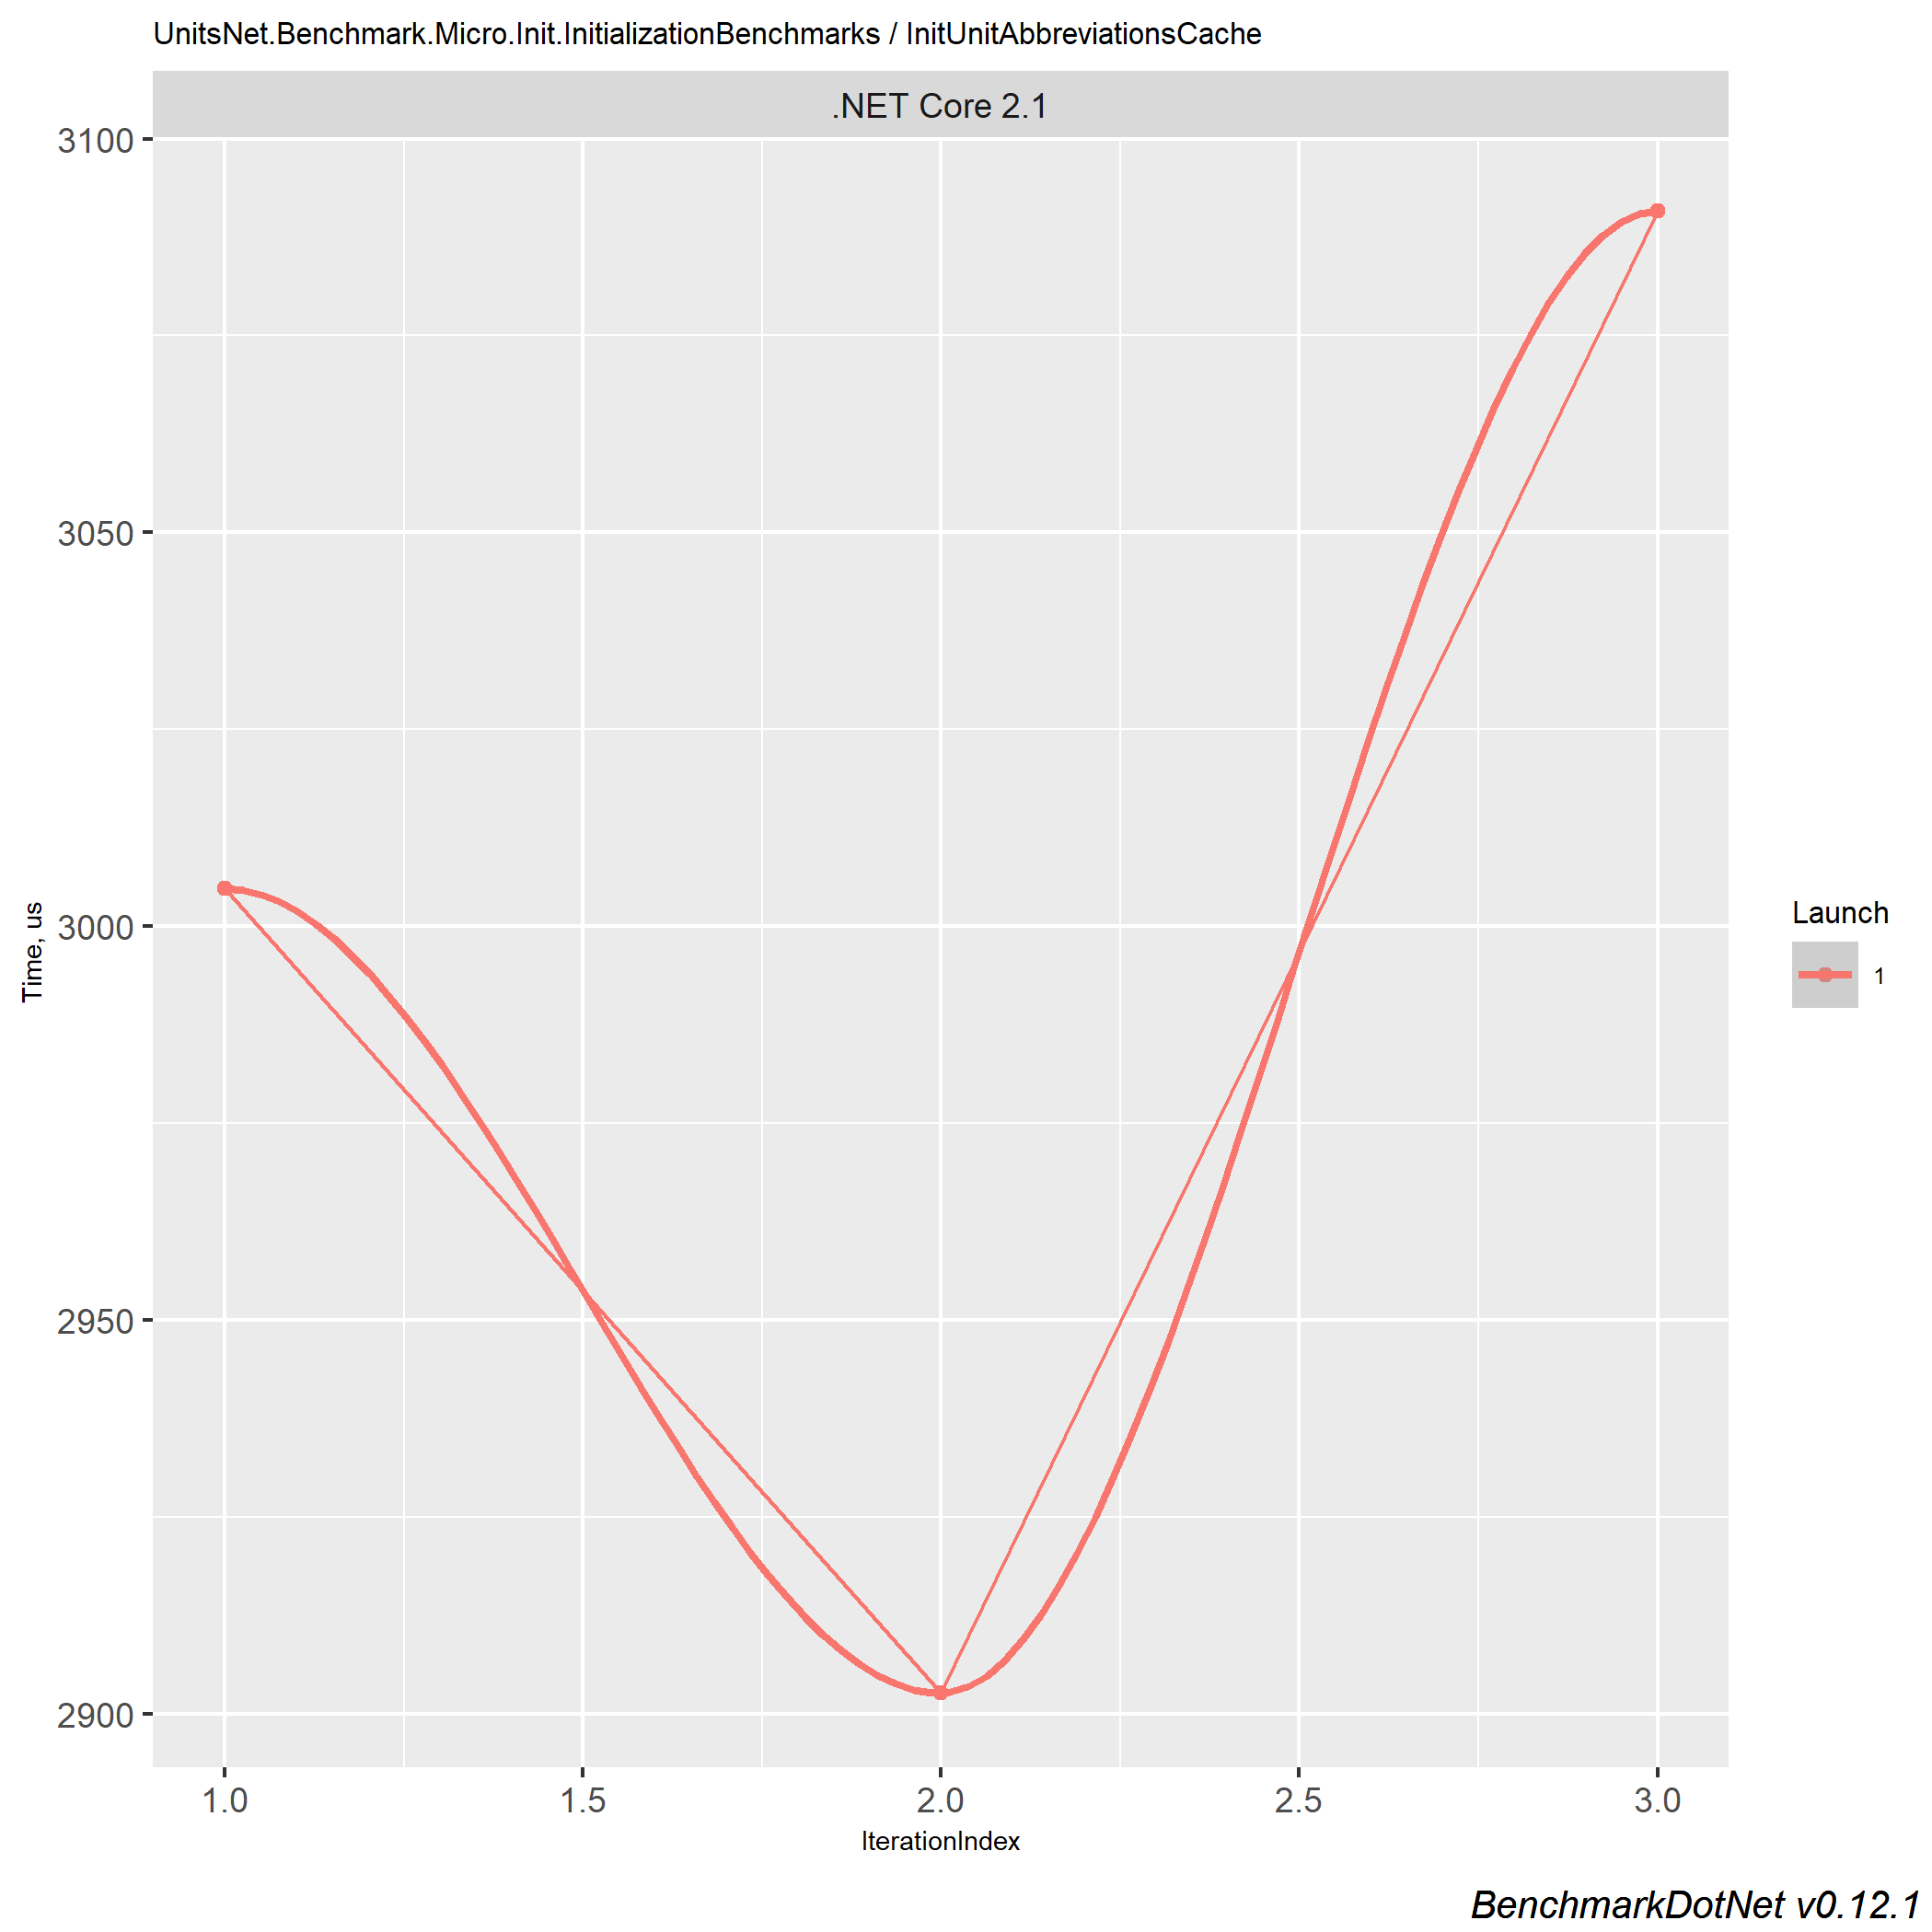 UnitsNet.Benchmark.Micro.Init.InitializationBenchmarks / InitUnitAbbreviationsCache
.NET Core 2.1
3100
3050
3000
2950
2900
Time, us
1.0 1.5 2.0 2.5 3.0
IterationIndex
Launch
1
BenchmarkDotNet v0.12.1